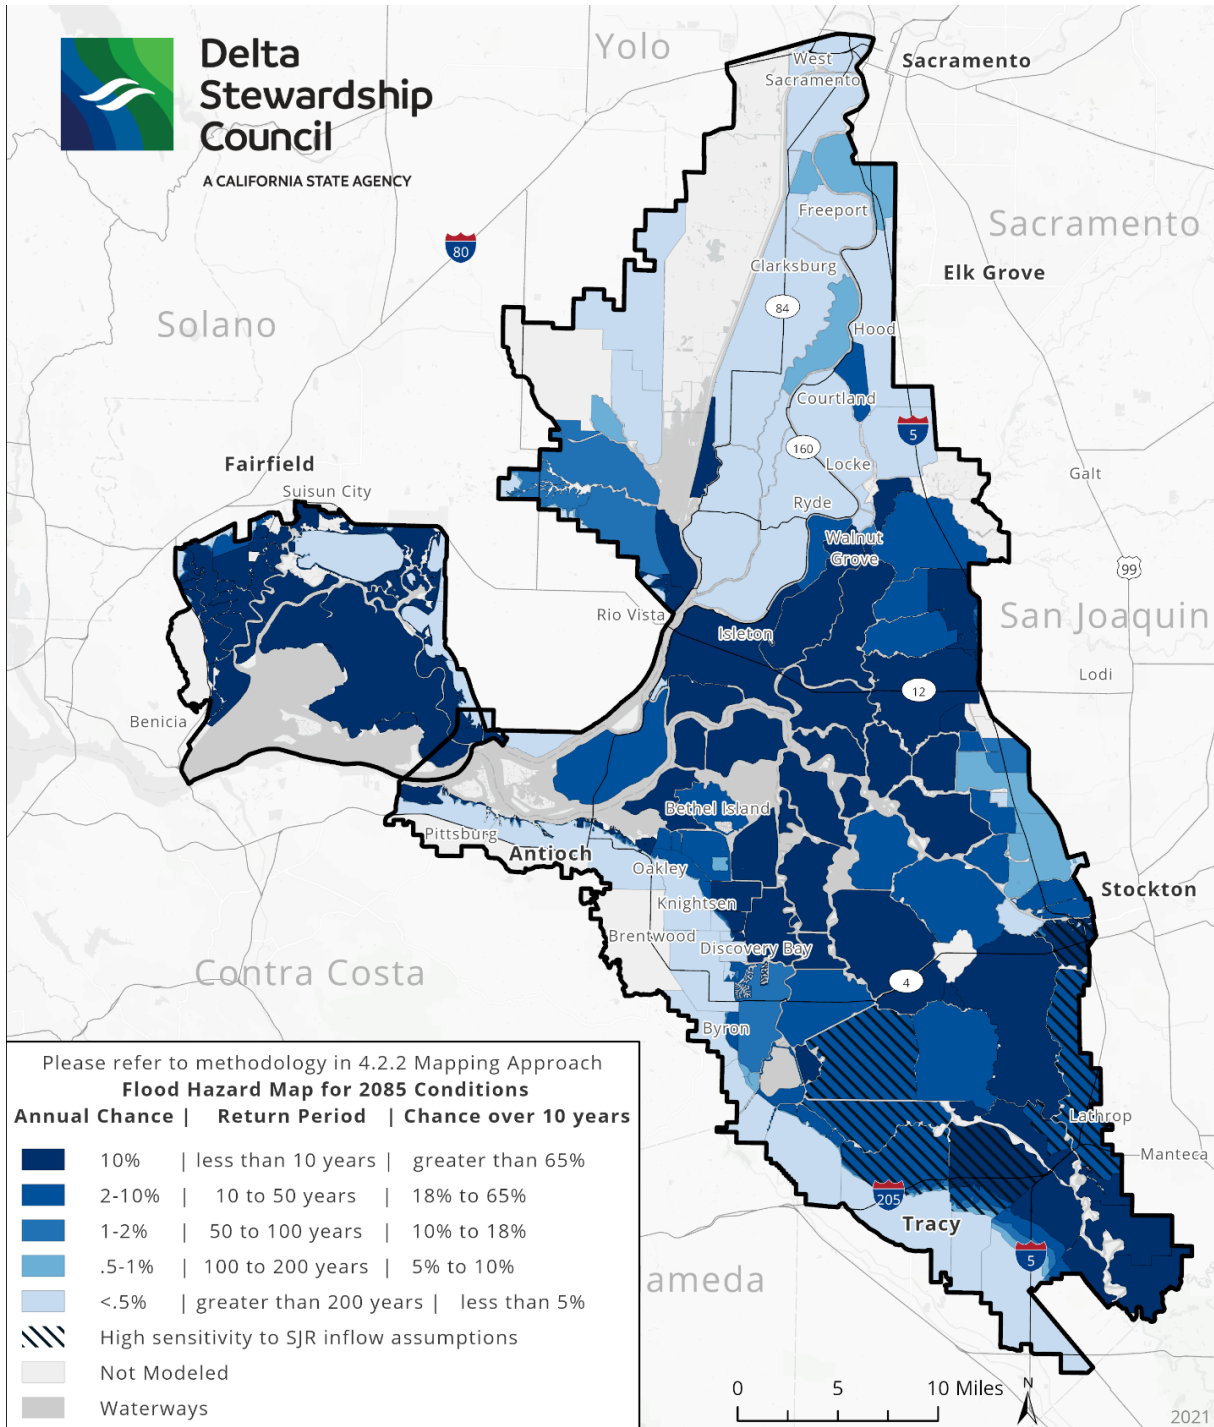 Delta
Stewardship
Council
A CALIFORNIA STATE AGENCY
Yolo
West
Sacramento
Sacramento
80
Freeport
Sacramento
Clarksburg
Elk Grove
84
Hood
Solano
Courtland
5
160
Locke
Fairfield
Galt
Suisun City
Ryde
Walnut
Grove
99
Rio Vista
San Joaquin
Isleton
Lodi
12
Benicia
Bethel Island
Pittsburg
Antioch
Oakley
Stockton
Knightsen
Brentwood
Discovery Bay
Contra Costa
4
Byron
Lathrop
Manteca
205
Tracy
5
ameda
Please refer to methodology in 4.2.2 Mapping Approach
Flood Hazard Map for 2085 Conditions
Annual Chance | Return Period | Chance over 10 years
10% | less than 10 years | greater than 65%
2-10% | 10 to 50 years | 18% to 65%
1-2% | 50 to 100 years | 10% to 18%
.5-1% | 100 to 200 years | 5% to 10%
<.5% | greater than 200 years | less than 5%
High sensitivity to SJR inflow assumptions
Not Modeled
Waterways
0 5 10 Miles
N
2021